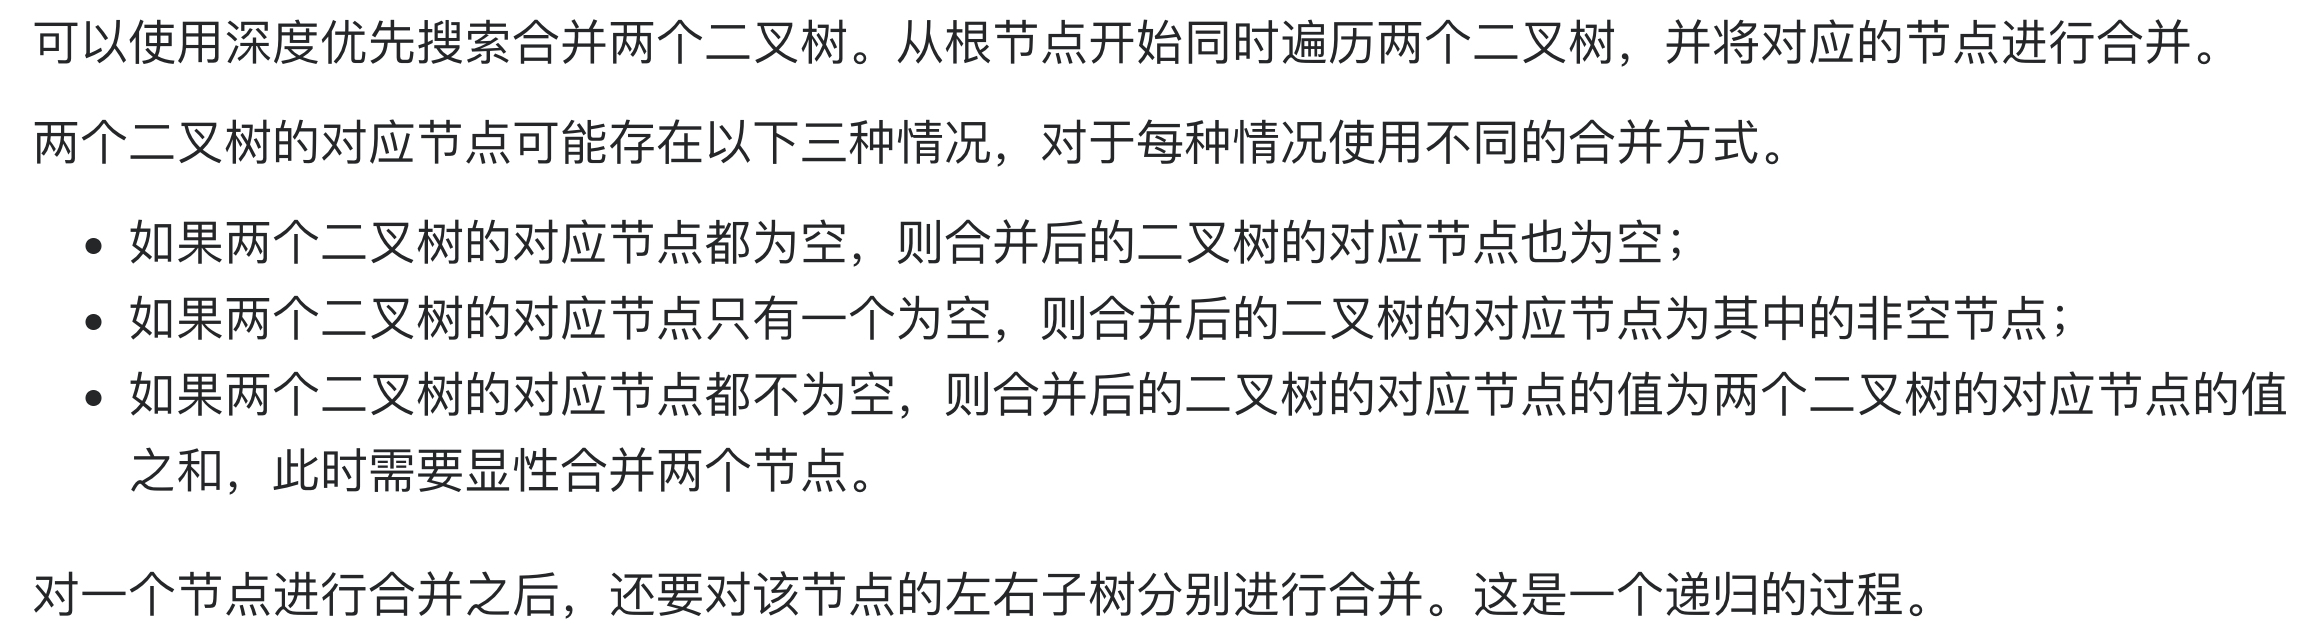 可以使用深度优先搜索合并两个二叉树。从根节点开始同时遍历两个二叉树，并将对应的节点进行合并。
两个二叉树的对应节点可能存在以下三种情况，对于每种情况使用不同的合并方式。
• 如果两个二叉树的对应节点都为空，则合并后的二叉树的对应节点也为空；
• 如果两个二叉树的对应节点只有一个为空，则合并后的二叉树的对应节点为其中的非空节点；
• 如果两个二叉树的对应节点都不为空，则合并后的二叉树的对应节点的值为两个二叉树的对应节点的值
之和，此时需要显性合并两个节点。
对一个节点进行合并之后，还要对该节点的左右子树分别进行合并。这是一个递归的过程。